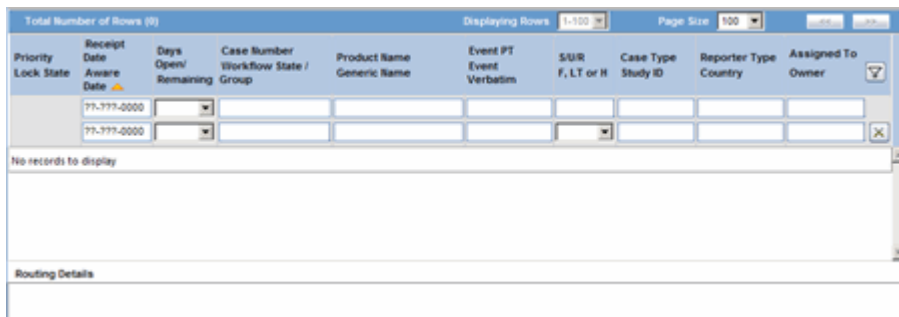 Total Number of Rows (0) Displaying Rows 1-100 Page Size 100 << >>
Priority
Lock State
Receipt
Date
Aware
Date
Days
Open/
Remaining
Case Number
Workflow State /
Group
Product Name
Generic Name
Event PT
Event
Verbatim
S/U/R
F, LT or H
Case Type
Study ID
Reporter Type
Country
Assigned To
Owner
??-???-0000
??-???-0000
No records to display
Routing Details